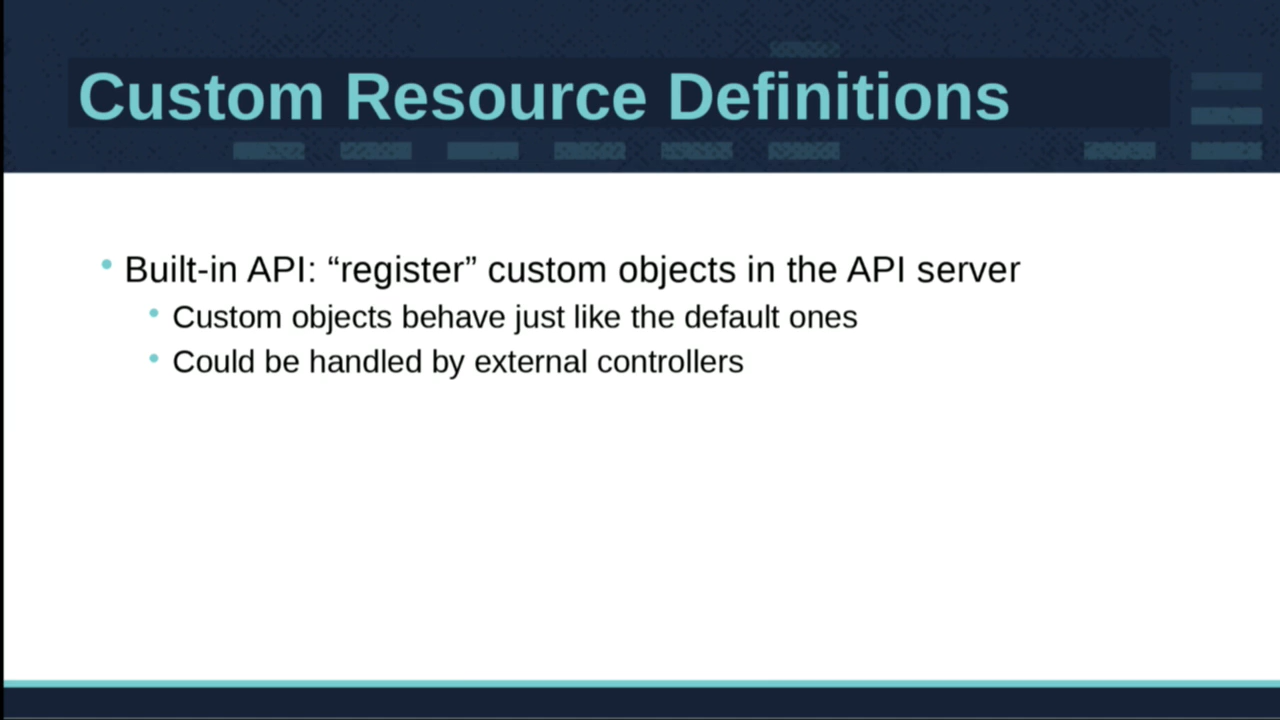 Custom Resource Definitions
• Built-in API: “register” custom objects in the API server
• Custom objects behave just like the default ones
• Could be handled by external controllers